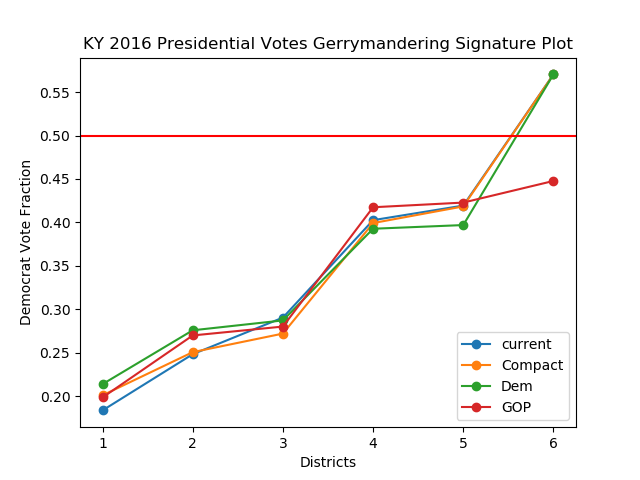 KY 2016 Presidential Votes Gerrymandering Signature Plot
Democrat Vote Fraction
0.55
0.50
0.45
0.40
0.35
0.30
0.25
0.20
current
Compact
Dem
GOP
1 2 3 4 5 6
Districts